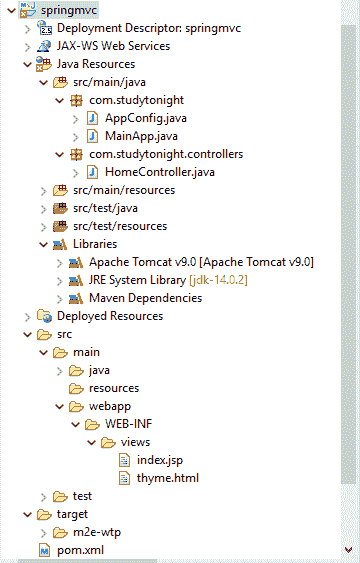 springmvc
Deployment Descriptor: springmvc
JAX-WS Web Services
Java Resources
src/main/java
com.studytonight
AppConfig.java
MainApp.java
com.studytonight.controllers
HomeController.java
src/main/resources
src/test/java
src/test/resources
Libraries
Apache Tomcat v9.0 [Apache Tomcat v9.0]
JRE System Library [jdk-14.0.2]
Maven Dependencies
Deployed Resources
src
main
java
resources
webapp
WEB-INF
views
index.jsp
thyme.html
test
target
m2e-wtp
pom.xml